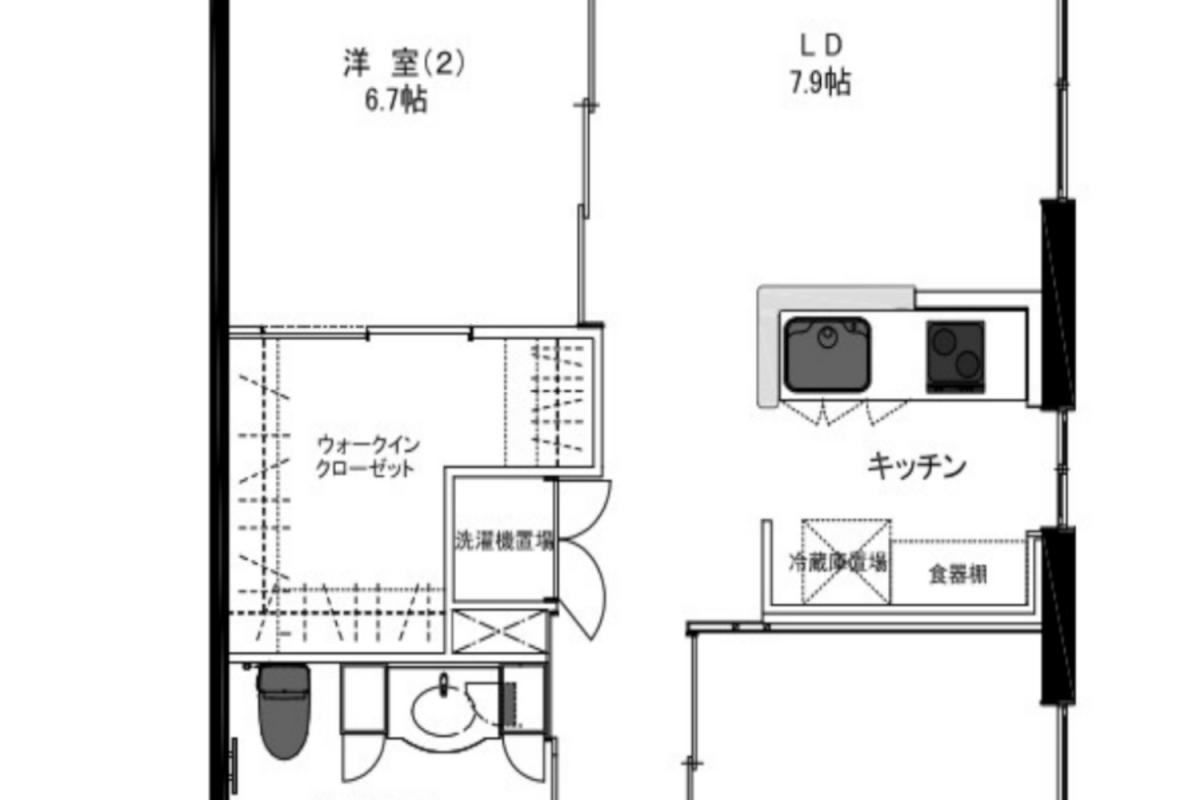 洋 室(2)
6.7帖
LD
7.9帖
ウォークイン
クローゼット
キッチン
洗濯機置場
冷蔵庫置場
食器棚